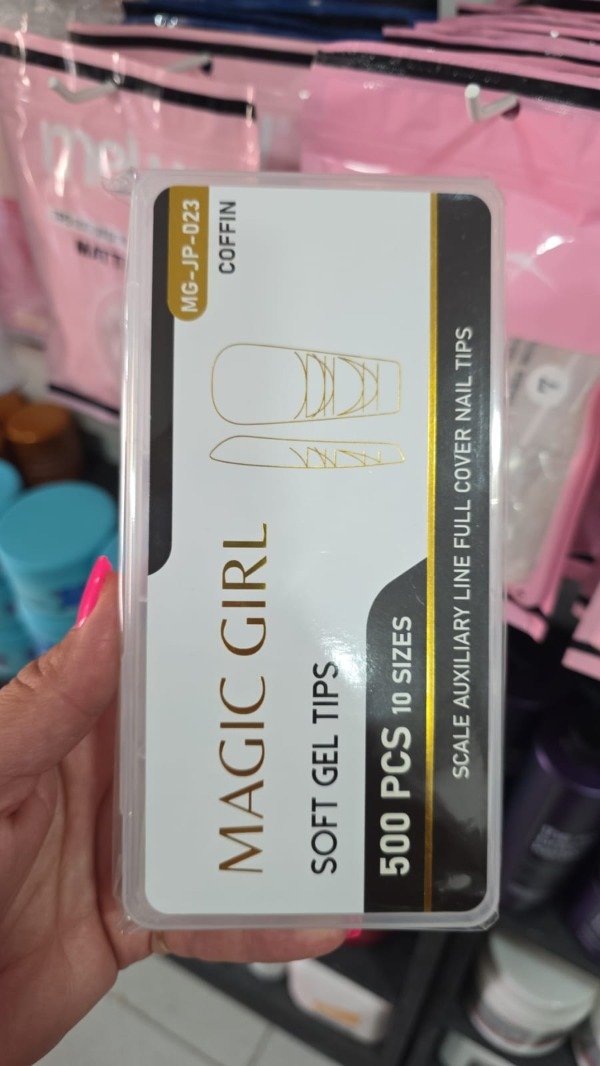 MG-JP-023
COFFIN
MAGIC GIRL
SOFT GEL TIPS
500 PCS 10 SIZES
SCALE AUXILIARY LINE FULL COVER NAIL TIPS
7